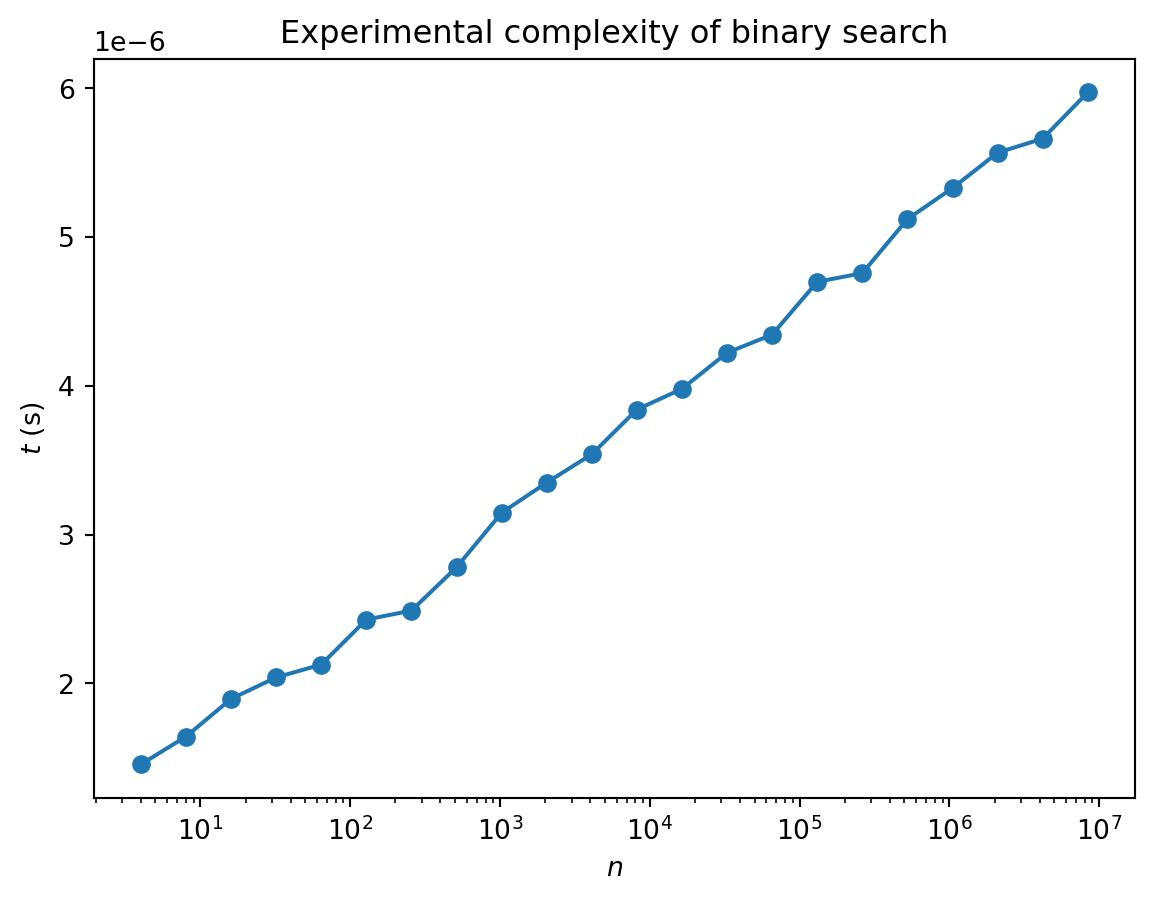 Experimental complexity of binary search
1e−6
6
5
4
3
2
t (s)
10¹ 10² 10³ 10⁴ 10⁵ 10⁶ 10⁷
n